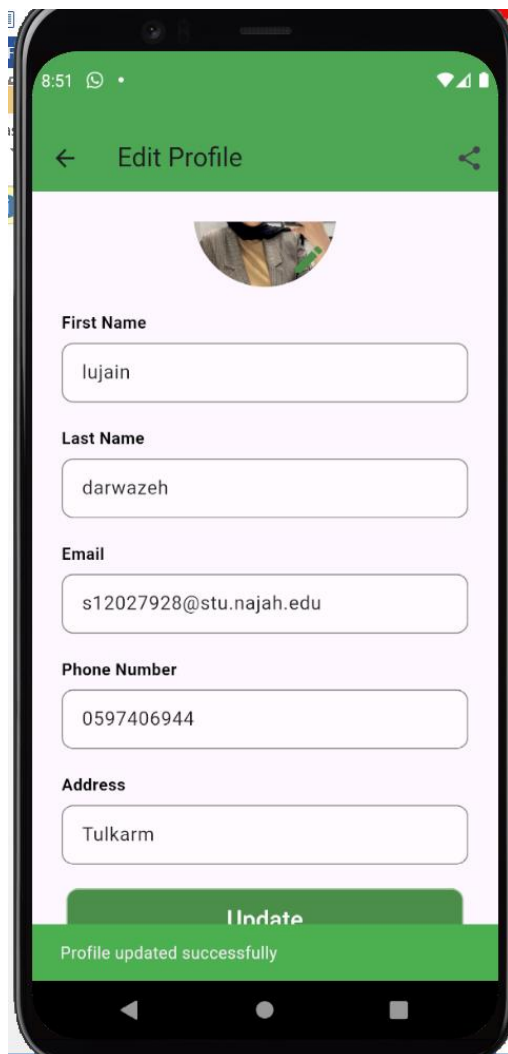 8:51
Edit Profile
First Name
lujain
Last Name
darwazeh
Email
s12027928@stu.najah.edu
Phone Number
0597406944
Address
Tulkarm
Update
Profile updated successfully